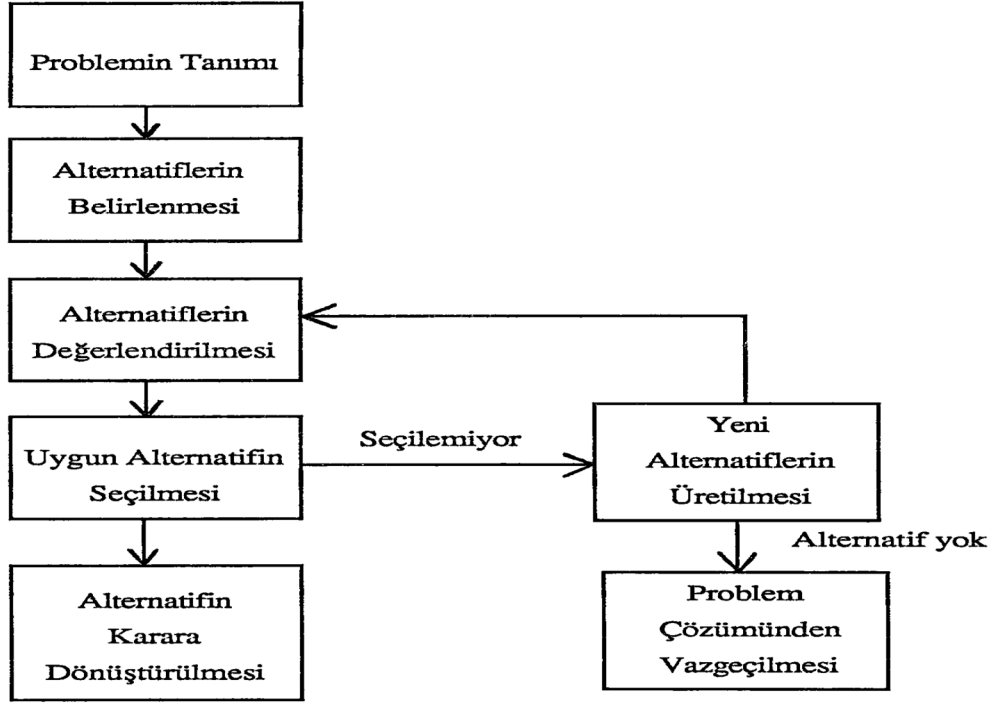 Problemin Tanımı
Alternatiflerin
Belirlenmesi
Alternatiflerin
Değerlendirilmesi
Uygun Alternatifin
Seçilmesi
Seçilemiyor
Yeni
Alternatiflerin
Üretilmesi
Alternatif yok
Alternatifin
Karara
Dönüştürülmesi
Problem
Çözümünden
Vazgeçilmesi